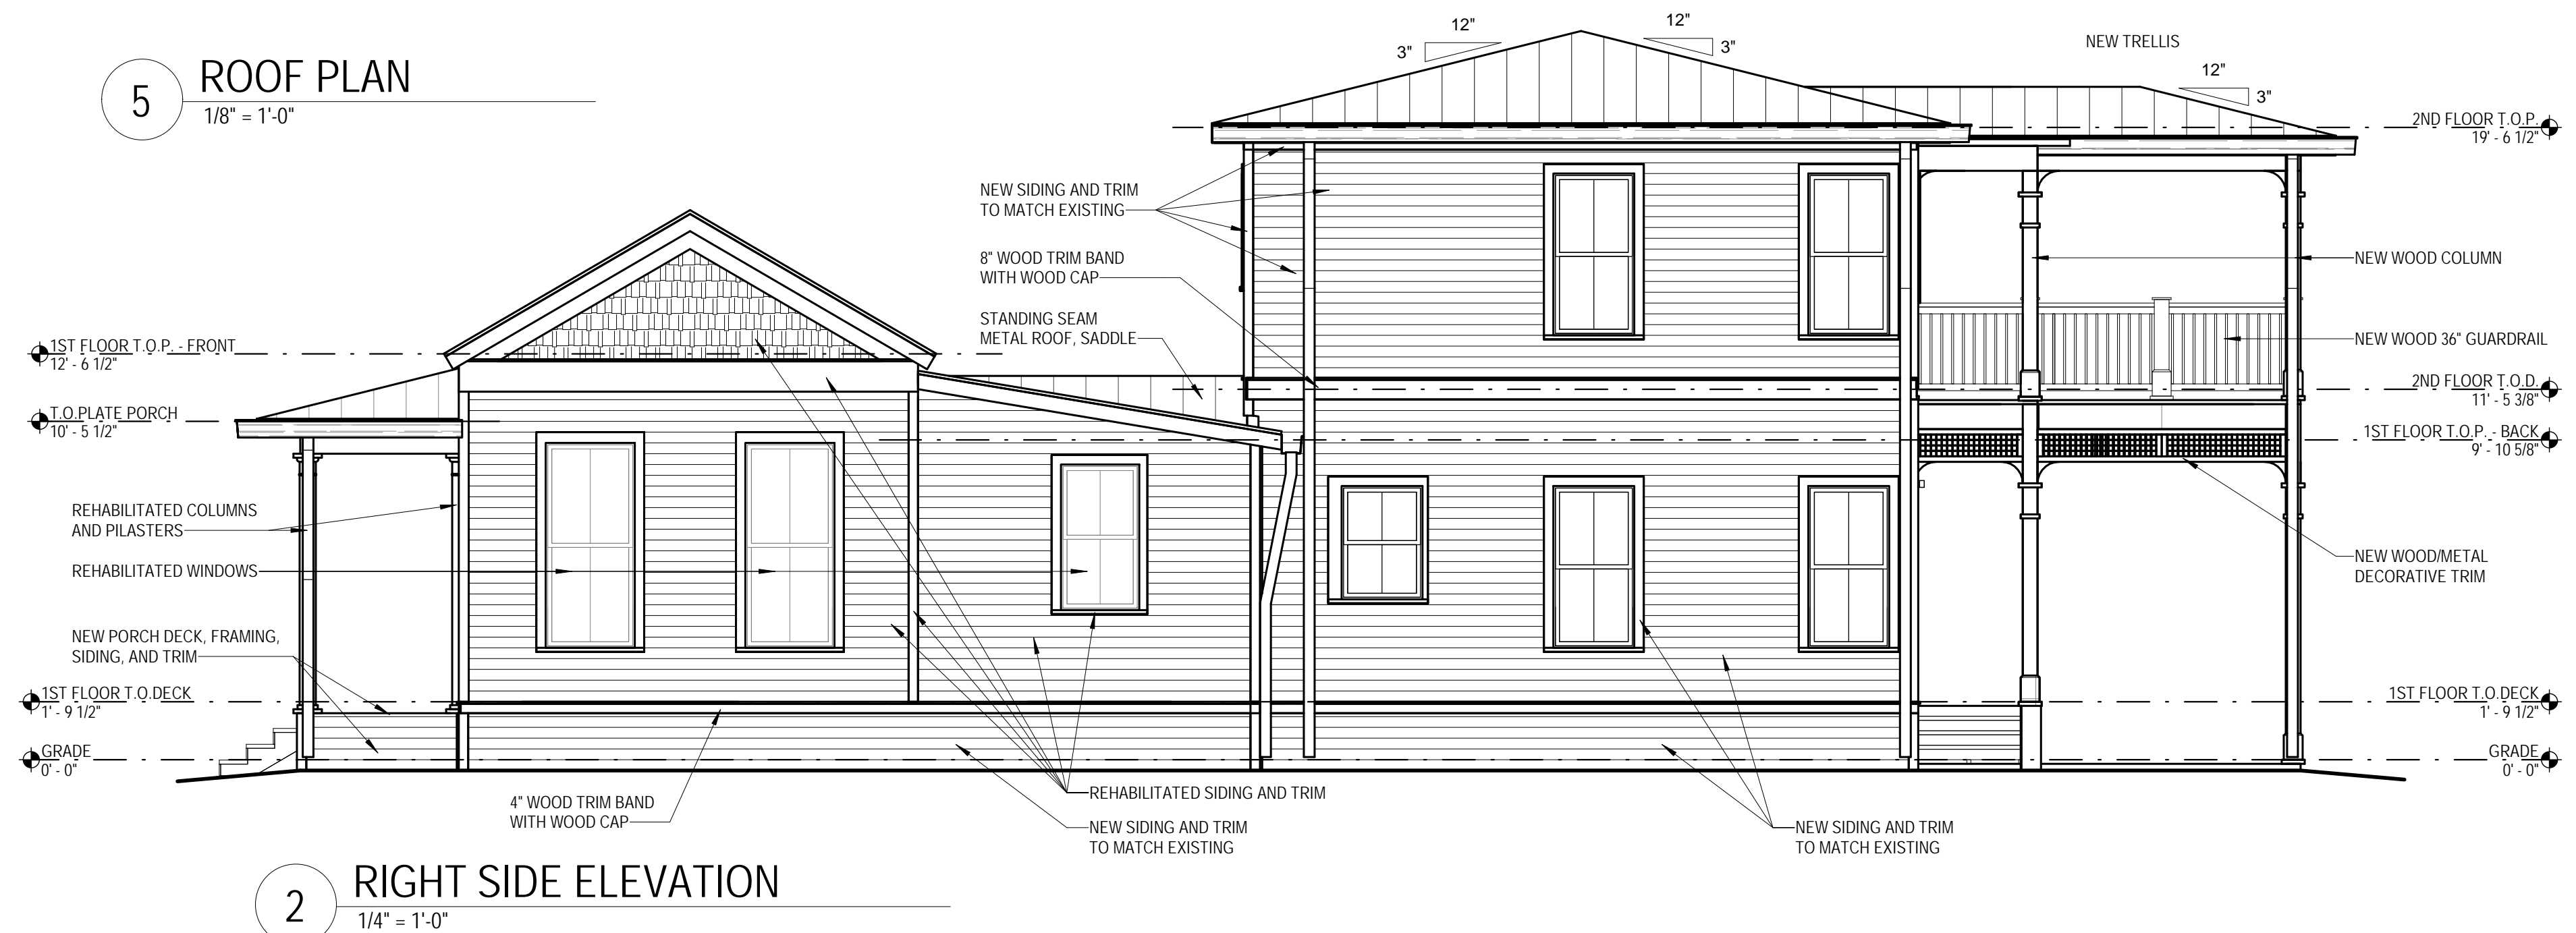 5
ROOF PLAN
1/8" = 1'-0"
12"
3"
12"
3"
NEW TRELLIS
12"
3"
2ND FLOOR T.O.P.
19' - 6 1/2"
NEW SIDING AND TRIM
TO MATCH EXISTING
8" WOOD TRIM BAND
WITH WOOD CAP
STANDING SEAM
METAL ROOF, SADDLE
NEW WOOD COLUMN
NEW WOOD 36" GUARDRAIL
1ST FLOOR T.O.P. - FRONT
12' - 6 1/2"
T.O.PLATE PORCH
10' - 5 1/2"
2ND FLOOR T.O.D.
11' - 5 3/8"
1ST FLOOR T.O.P. - BACK
9' - 10 5/8"
REHABILITATED COLUMNS
AND PILASTERS
REHABILITATED WINDOWS
NEW WOOD/METAL
DECORATIVE TRIM
NEW PORCH DECK, FRAMING,
SIDING, AND TRIM
1ST FLOOR T.O.DECK
1' - 9 1/2"
1ST FLOOR T.O.DECK
1' - 9 1/2"
GRADE
0' - 0"
GRADE
0' - 0"
4" WOOD TRIM BAND
WITH WOOD CAP
REHABILITATED SIDING AND TRIM
NEW SIDING AND TRIM
TO MATCH EXISTING
NEW SIDING AND TRIM
TO MATCH EXISTING
2
RIGHT SIDE ELEVATION
1/4" = 1'-0"